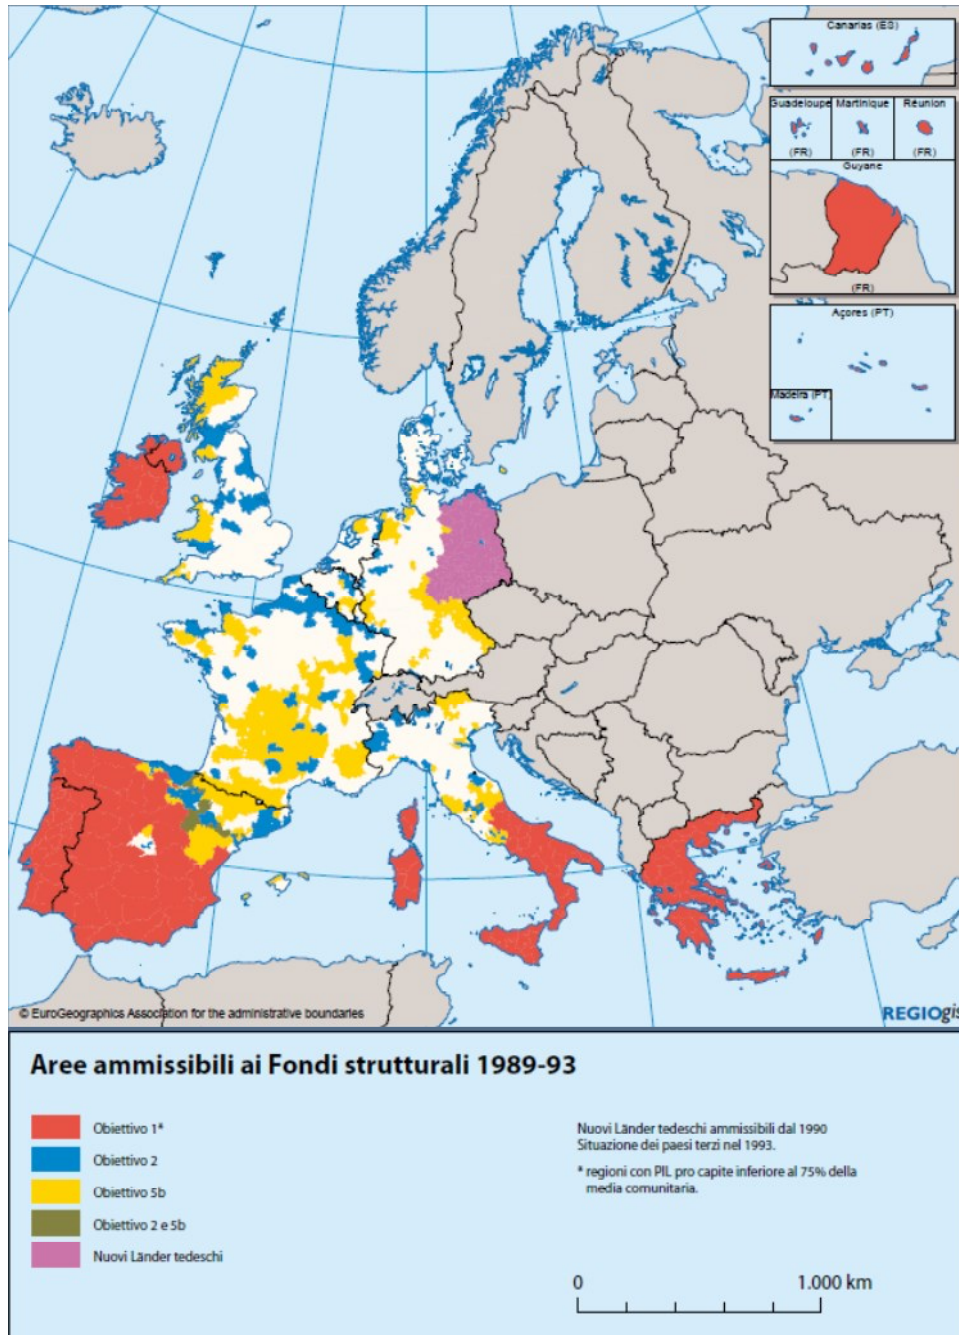 Canarias (ES)
Guadeloupe
Martinique
Réunion
(FR)
(FR)
(FR)
Guyane
(FR)
Açores (PT)
Madeira (PT)
© EuroGeographics Association for the administrative boundaries
REGIOgis
Aree ammissibili ai Fondi strutturali 1989-93
Obiettivo 1*
Obiettivo 2
Obiettivo 5b
Obiettivo 2 e 5b
Nuovi Länder tedeschi
Nuovi Länder tedeschi ammissibili dal 1990
Situazione dei paesi terzi nel 1993.
* regioni con PIL pro capite inferiore al 75% della
media comunitaria.
0
1.000 km